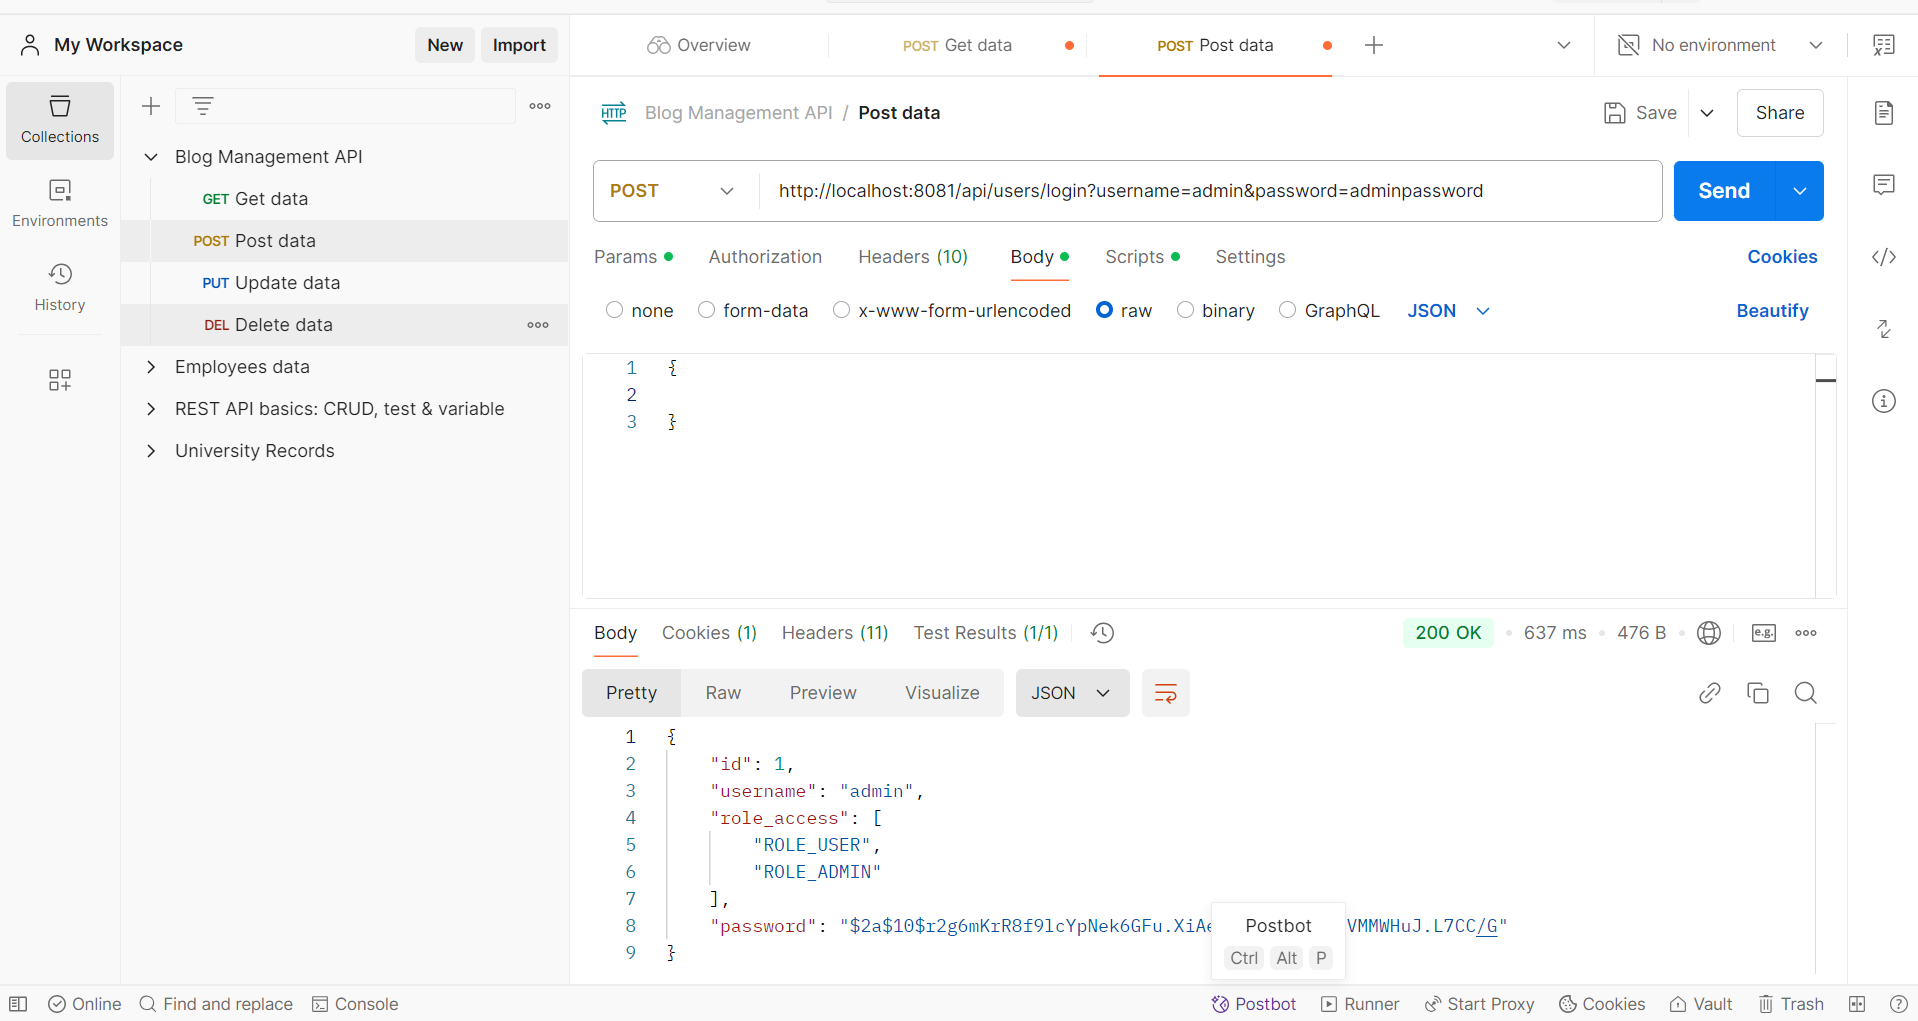 My Workspace
New
Import
Overview
POST Get data
POST Post data
No environment
Collections
Environments
History
Blog Management API
GET Get data
POST Post data
PUT Update data
DEL Delete data
Employees data
REST API basics: CRUD, test & variable
University Records
HTTP
Blog Management API / Post data
Save
Share
POST
http://localhost:8081/api/users/login?username=admin&password=adminpassword
Send
Params
Authorization
Headers (10)
Body
Scripts
Settings
Cookies
none
form-data
x-www-form-urlencoded
raw
binary
GraphQL
JSON
Beautify
1 {
2
3 }
Body
Cookies (1)
Headers (11)
Test Results (1/1)
200 OK
637 ms
476 B
e.g.
Pretty
Raw
Preview
Visualize
JSON
1 {
2 "id": 1,
3 "username": "admin",
4 "role_access": [
5 "ROLE_USER",
6 "ROLE_ADMIN"
7 ],
8 "password": "$2a$10$r2g6mKrR8f9lcYpNek6GFu.XiA VMMWHuJ.L7CC/G"
9 }
Postbot
Ctrl Alt P
Online
Find and replace
Console
Postbot
Runner
Start Proxy
Cookies
Vault
Trash